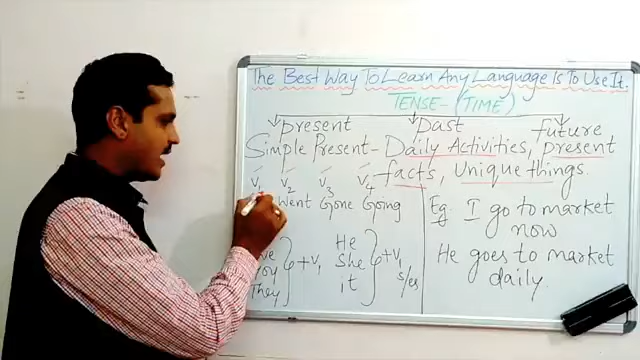 The Best Way To Learn Any Language Is To Use It.
TENSE - (TIME)
present past future
Simple Present - Daily Activities, present
facts, Unique things.
V1 V2 V3 V4
Went Gone Going
He
She
it
They
+V1
+V1
s/es
Eg. I go to market
now
He goes to market
daily.